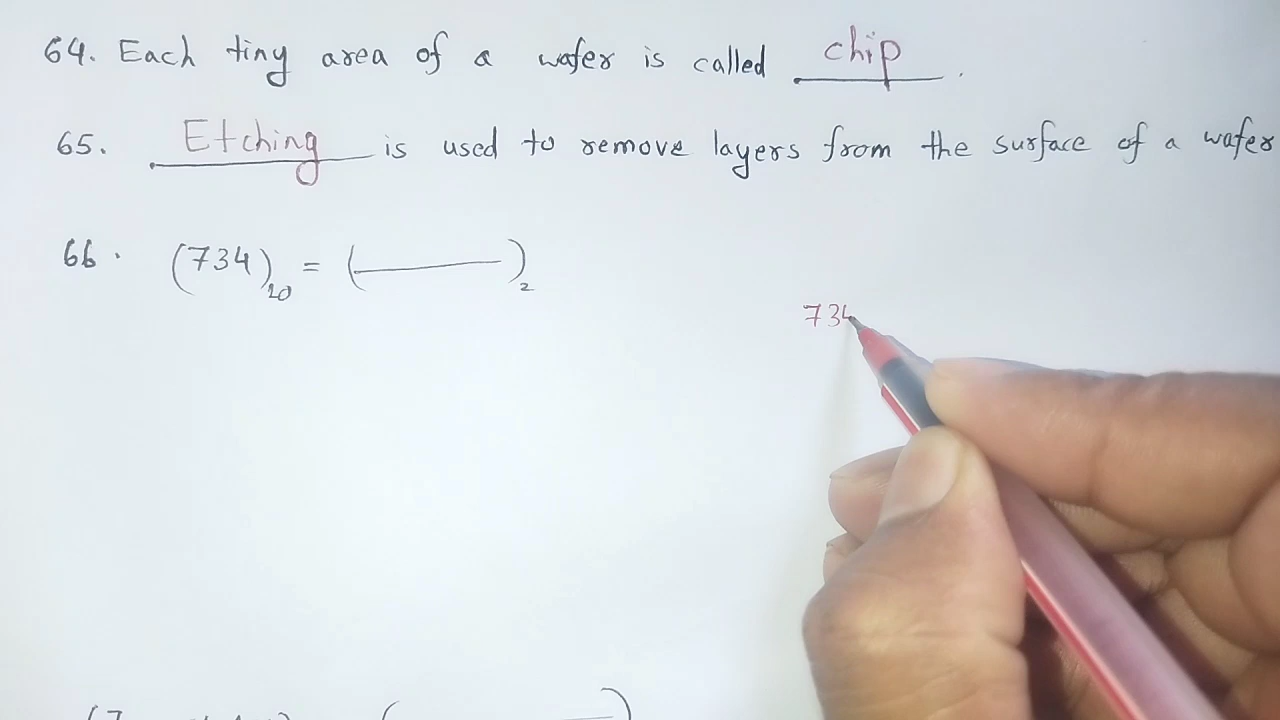 64. Each tiny area of a wafer is called chip.
65. Etching is used to remove layers from the surface of a wafer
66. (734)10 = (______)2
734